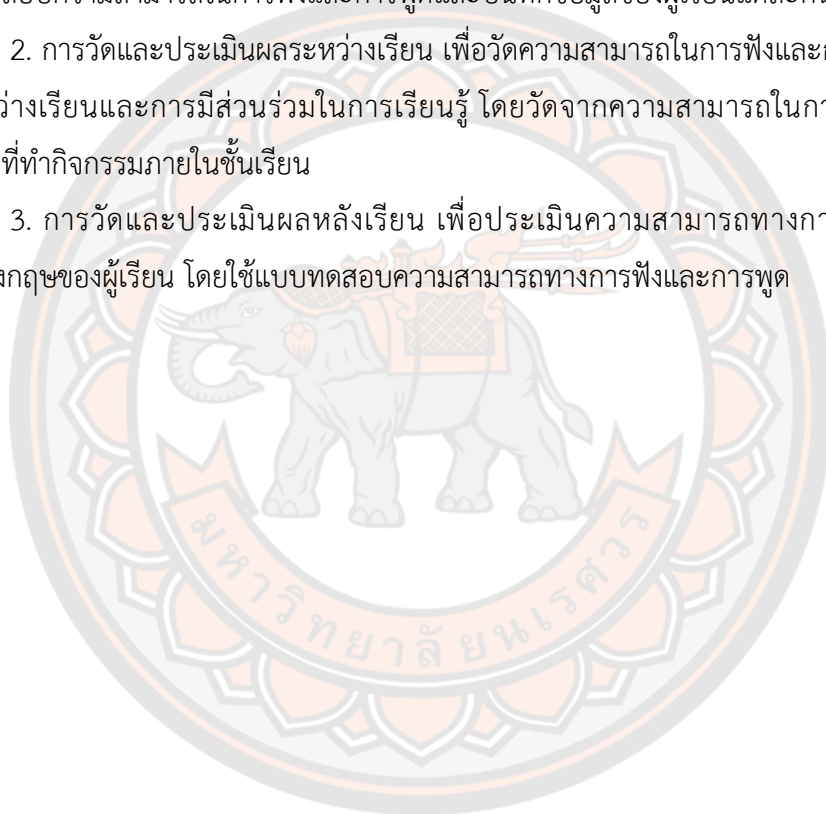 2. การวัดและประเมินผลระหว่างเรียน เพื่อวัดความสามารถในการฟังและ
ว่างเรียนและการมีส่วนร่วมในการเรียนรู้ โดยวัดจากความสามารถในกา
ที่ทำกิจกรรมภายในชั้นเรียน
3. การวัดและประเมินผลหลังเรียน เพื่อประเมินความสามารถทางกา
งกฤษของผู้เรียน โดยใช้แบบทดสอบความสามารถทางการฟังและการพูด
มหาวิทยาลัยนเรศวร